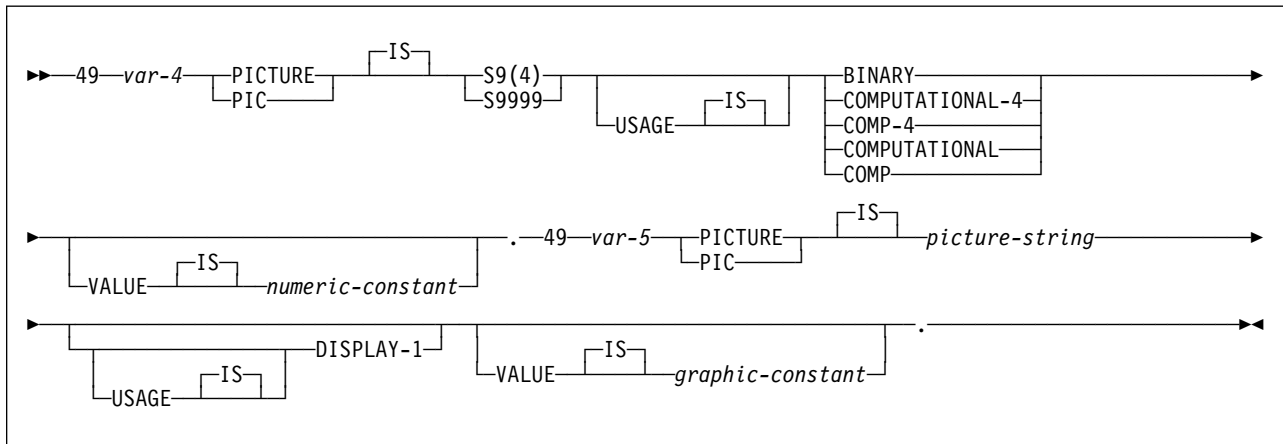 IS
49 var-4 PICTURE S9(4) BINARY
PIC S9999 IS COMPUTATIONAL-4
USAGE COMP-4
COMPUTATIONAL
COMP
IS
. 49 var-5 PICTURE picture-string
IS PIC
VALUE numeric-constant
.
IS DISPLAY-1 IS
USAGE VALUE graphic-constant